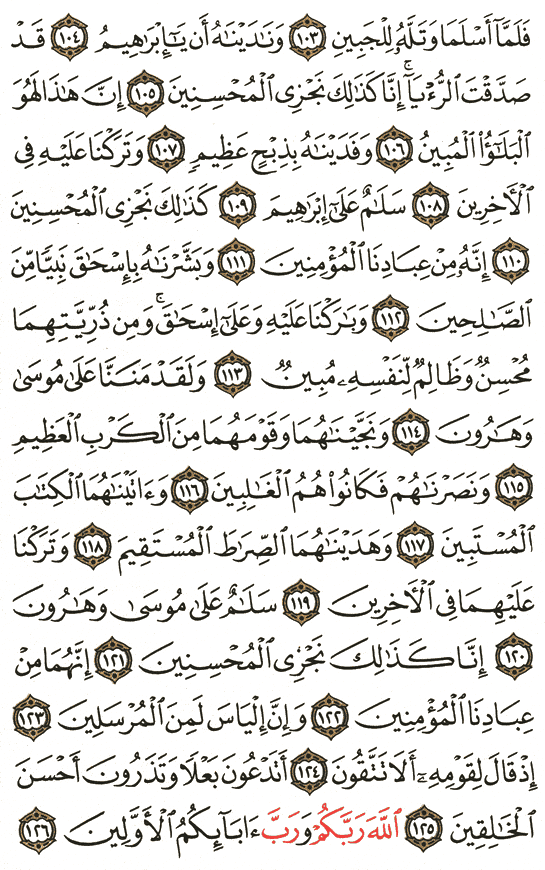 فَلَمَّآ أَسْلَمَا وَتَلَّهُۥ لِلْجَبِينِ ١٠٣ وَنَٰدَيْنَٰهُ أَن يَٰٓإِبْرَٰهِيمُ ١٠٤ قَدْ
صَدَّقْتَ ٱلرُّءْيَآ ۚ إِنَّا كَذَٰلِكَ نَجْزِى ٱلْمُحْسِنِينَ ١٠٥ إِنَّ هَٰذَا لَهُوَ
ٱلْبَلَٰٓؤُا۟ ٱلْمُبِينُ ١٠٦ وَفَدَيْنَٰهُ بِذِبْحٍ عَظِيمٍ ١٠٧ وَتَرَكْنَا عَلَيْهِ فِى
ٱلْأَخِرِينَ ١٠٨ سَلَٰمٌ عَلَىٰٓ إِبْرَٰهِيمَ ١٠٩ كَذَٰلِكَ نَجْزِى ٱلْمُحْسِنِينَ
١١٠ إِنَّهُۥ مِنْ عِبَادِنَا ٱلْمُؤْمِنِينَ ١١١ وَبَشَّرْنَٰهُ بِإِسْحَٰقَ نَبِيًّا مِّنَ
ٱلصَّٰلِحِينَ ١١٢ وَبَٰرَكْنَا عَلَيْهِ وَعَلَىٰٓ إِسْحَٰقَ ۚ وَمِن ذُرِّيَّتِهِمَا
مُحْسِنٌ وَظَالِمٌ لِّنَفْسِهِۦ مُبِينٌ ١١٣ وَلَقَدْ مَنَنَّا عَلَىٰ مُوسَىٰ
وَهَٰرُونَ ١١٤ وَنَجَّيْنَٰهُمَا وَقَوْمَهُمَا مِنَ ٱلْكَرْبِ ٱلْعَظِيمِ
١١٥ وَنَصَرْنَٰهُمْ فَكَانُوا۟ هُمُ ٱلْغَٰلِبِينَ ١١٦ وَءَاتَيْنَٰهُمَا ٱلْكِتَٰبَ
ٱلْمُسْتَبِينَ ١١٧ وَهَدَيْنَٰهُمَا ٱلصِّرَٰطَ ٱلْمُسْتَقِيمَ ١١٨ وَتَرَكْنَا
عَلَيْهِمَا فِى ٱلْأَخِرِينَ ١١٩ سَلَٰمٌ عَلَىٰ مُوسَىٰ وَهَٰرُونَ
١٢٠ إِنَّا كَذَٰلِكَ نَجْزِى ٱلْمُحْسِنِينَ ١٢١ إِنَّهُمَا مِنْ
عِبَادِنَا ٱلْمُؤْمِنِينَ ١٢٢ وَإِنَّ إِلْيَاسَ لَمِنَ ٱلْمُرْسَلِينَ ١٢٣
إِذْ قَالَ لِقَوْمِهِۦٓ أَلَا تَتَّقُونَ ١٢٤ أَتَدْعُونَ بَعْلًا وَتَذَرُونَ أَحْسَنَ
ٱلْخَٰلِقِينَ ١٢٥ ٱللَّهَ رَبَّكُمْ وَرَبَّ ءَابَآئِكُمُ ٱلْأَوَّلِينَ ١٢٦